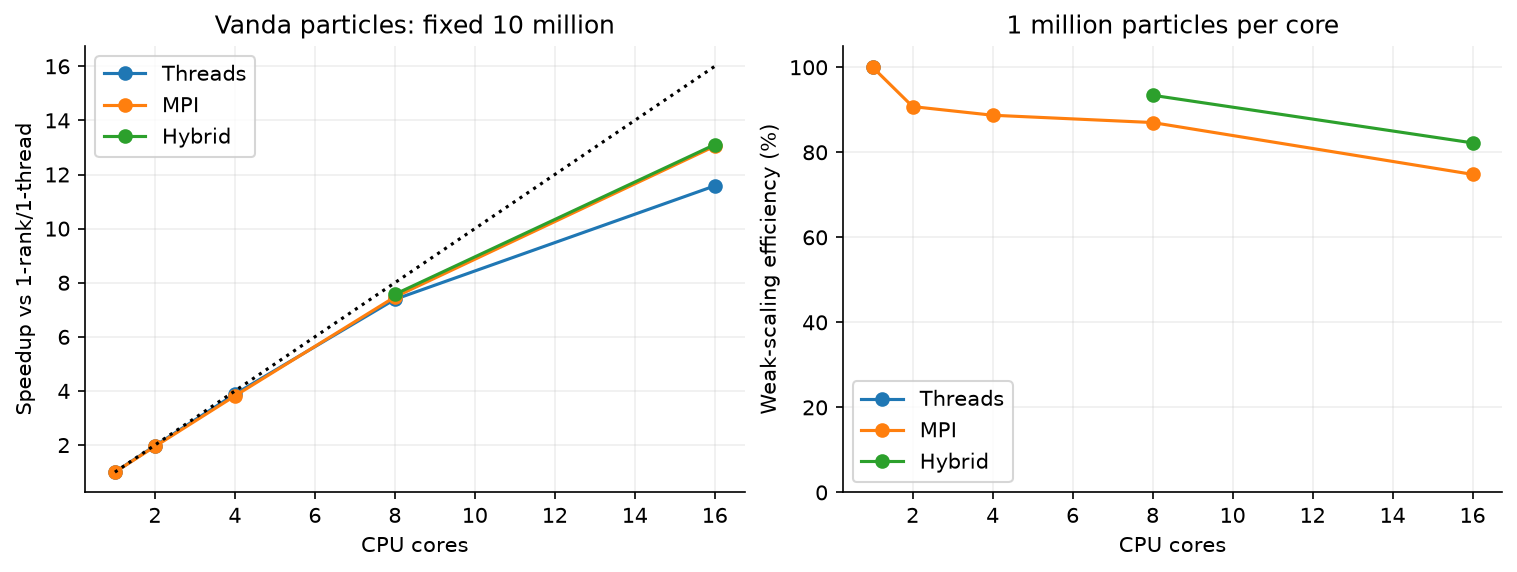 Vanda particles: fixed 10 million
Speedup vs 1-rank/1-thread
16
14
12
10
8
6
4
2
Threads
MPI
Hybrid
2
4
6
8
10
12
14
16
CPU cores
1 million particles per core
Weak-scaling efficiency (%)
100
80
60
40
20
0
Threads
MPI
Hybrid
2
4
6
8
10
12
14
16
CPU cores